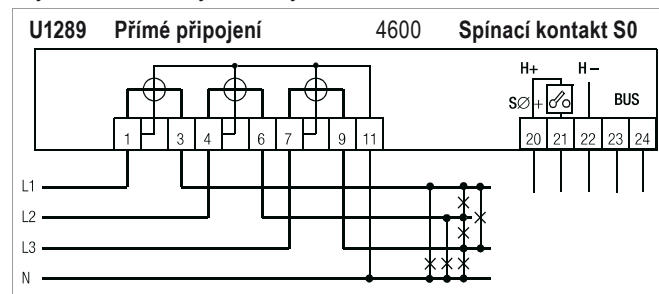 U1289 Přímé připojení 4600 Spínací kontakt S0
H+ H–
SØ + BUS
1 3 4 6 7 9 11 20 21 22 23 24
L1
L2
L3
N